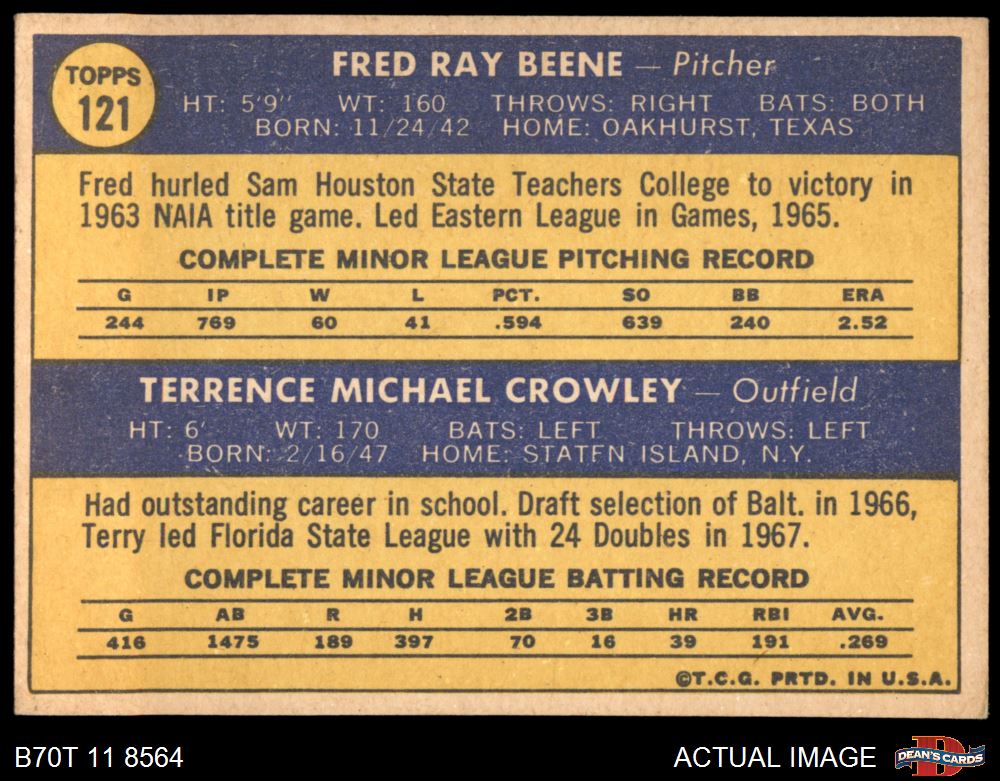 TOPPS
121
FRED RAY BEENE — Pitcher
HT: 5'9" WT: 160 THROWS: RIGHT BATS: BOTH
BORN: 11/24/42 HOME: OAKHURST, TEXAS
Fred hurled Sam Houston State Teachers College to victory in
1963 NAIA title game. Led Eastern League in Games, 1965.
COMPLETE MINOR LEAGUE PITCHING RECORD
G IP W L PCT. SO BB ERA
244 769 60 41 .594 639 240 2.52
TERRENCE MICHAEL CROWLEY — Outfield
HT: 6' WT: 170 BATS: LEFT THROWS: LEFT
BORN: 2/16/47 HOME: STATEN ISLAND, N.Y.
Had outstanding career in school. Draft selection of Balt. in 1966,
Terry led Florida State League with 24 Doubles in 1967.
COMPLETE MINOR LEAGUE BATTING RECORD
G AB R H 2B 3B HR RBI AVG.
416 1475 189 397 70 16 39 191 .269
©T.C.G. PRTD. IN U.S.A.
B70T 11 8564
ACTUAL IMAGE
D
DEAN'S CARDS